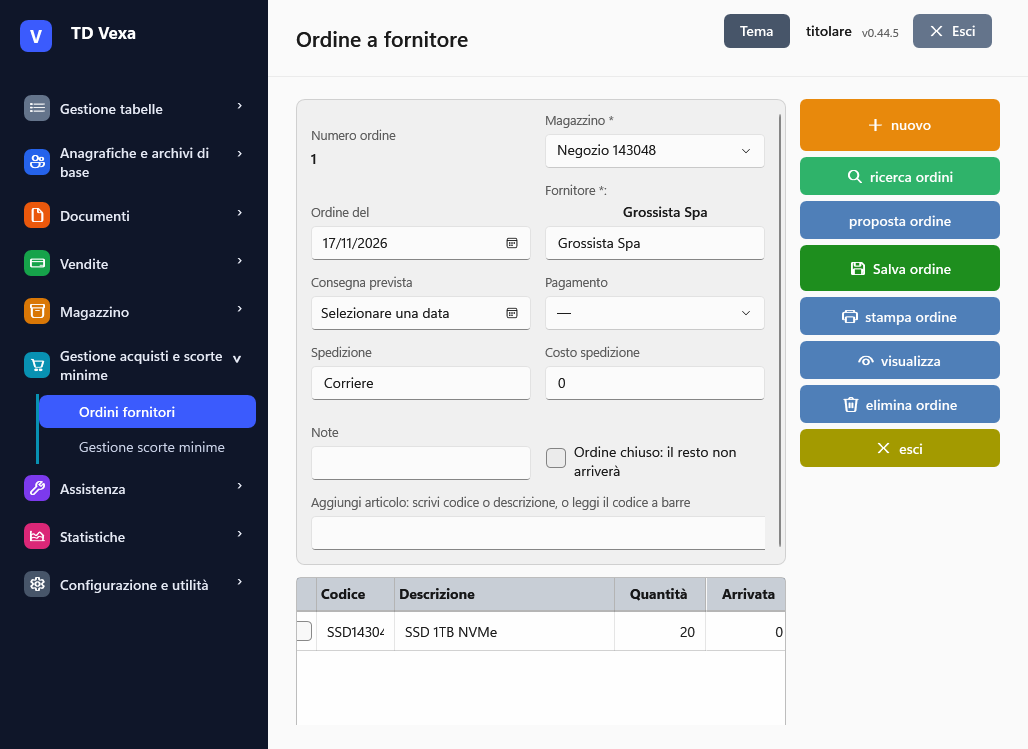 V
TD Vexa
Gestione tabelle
Anagrafiche e archivi di
base
Documenti
Vendite
Magazzino
Gestione acquisti e scorte
minime
Ordini fornitori
Gestione scorte minime
Assistenza
Statistiche
Configurazione e utilità
Ordine a fornitore
Tema
titolare
v0.44.5
Esci
Numero ordine
1
Magazzino *
Negozio 143048
Fornitore *:
Grossista Spa
Ordine del
17/11/2026
Grossista Spa
Consegna prevista
Selezionare una data
Pagamento
—
Spedizione
Corriere
Costo spedizione
0
Note
Ordine chiuso: il resto non
arriverà
Aggiungi articolo: scrivi codice o descrizione, o leggi il codice a barre
nuovo
ricerca ordini
proposta ordine
Salva ordine
stampa ordine
visualizza
elimina ordine
esci
Codice Descrizione Quantità Arrivata
SSD14304 SSD 1TB NVMe 20 0